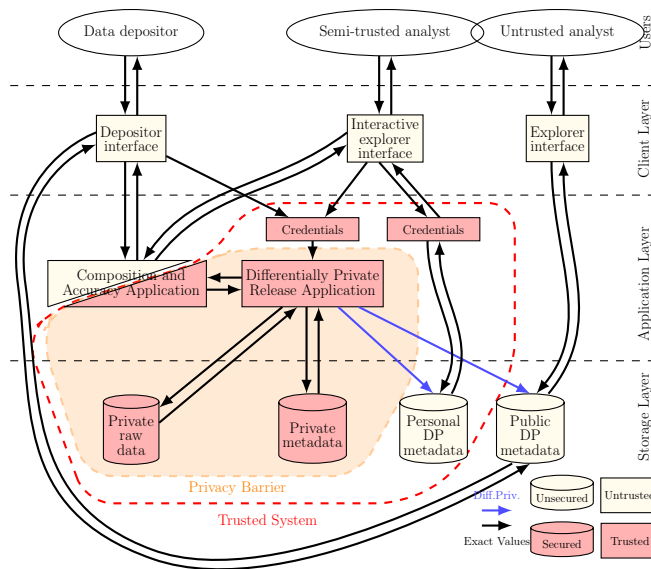 Data depositor
Semi-trusted analyst
Untrusted analyst
Users
Depositor
interface
Interactive
explorer
interface
Explorer
interface
Client Layer
Credentials
Credentials
Composition and
Accuracy Application
Differentially Private
Release Application
Application Layer
Private
raw
data
Private
metadata
Personal
DP
metadata
Public
DP
metadata
Storage Layer
Privacy Barrier
Trusted System
Diff.Priv.
Exact Values
Unsecured
Untrusted
Secured
Trusted